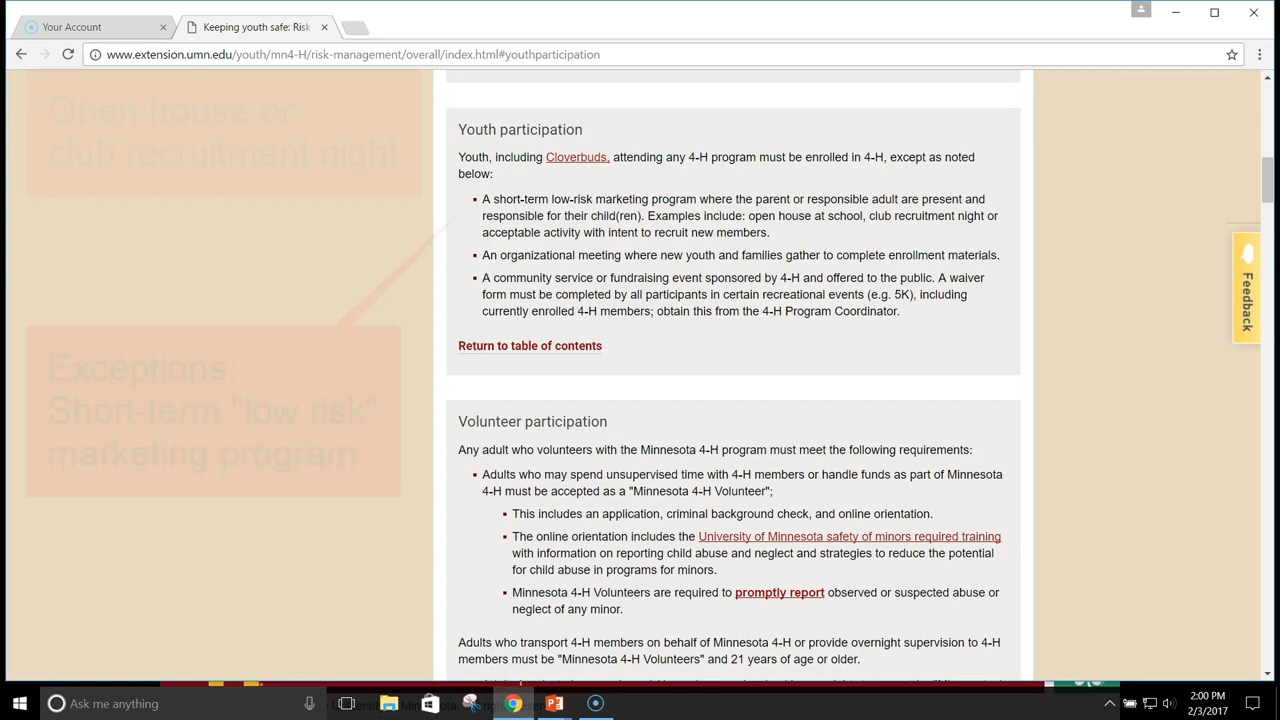 Your Account
Keeping youth safe: Risk
www.extension.umn.edu/youth/mn4-H/risk-management/overall/index.html#youthparticipation
Open house or
club recruitment night
Youth participation
Youth, including Cloverbuds, attending any 4-H program must be enrolled in 4-H, except as noted
below:
A short-term low-risk marketing program where the parent or responsible adult are present and
responsible for their child(ren). Examples include: open house at school, club recruitment night or
acceptable activity with intent to recruit new members.
An organizational meeting where new youth and families gather to complete enrollment materials.
A community service or fundraising event sponsored by 4-H and offered to the public. A waiver
form must be completed by all participants in certain recreational events (e.g. 5K), including
currently enrolled 4-H members; obtain this from the 4-H Program Coordinator.
Return to table of contents
Exceptions:
Short-term "low risk"
marketing program
Feedback
Volunteer participation
Any adult who volunteers with the Minnesota 4-H program must meet the following requirements:
Adults who may spend unsupervised time with 4-H members or handle funds as part of Minnesota
4-H must be accepted as a "Minnesota 4-H Volunteer";
This includes an application, criminal background check, and online orientation.
The online orientation includes the University of Minnesota safety of minors required training
with information on reporting child abuse and neglect and strategies to reduce the potential
for child abuse in programs for minors.
Minnesota 4-H Volunteers are required to promptly report observed or suspected abuse or
neglect of any minor.
Adults who transport 4-H members on behalf of Minnesota 4-H or provide overnight supervision to 4-H
members must be "Minnesota 4-H Volunteers" and 21 years of age or older.
Ask me anything
2:00 PM
2/3/2017